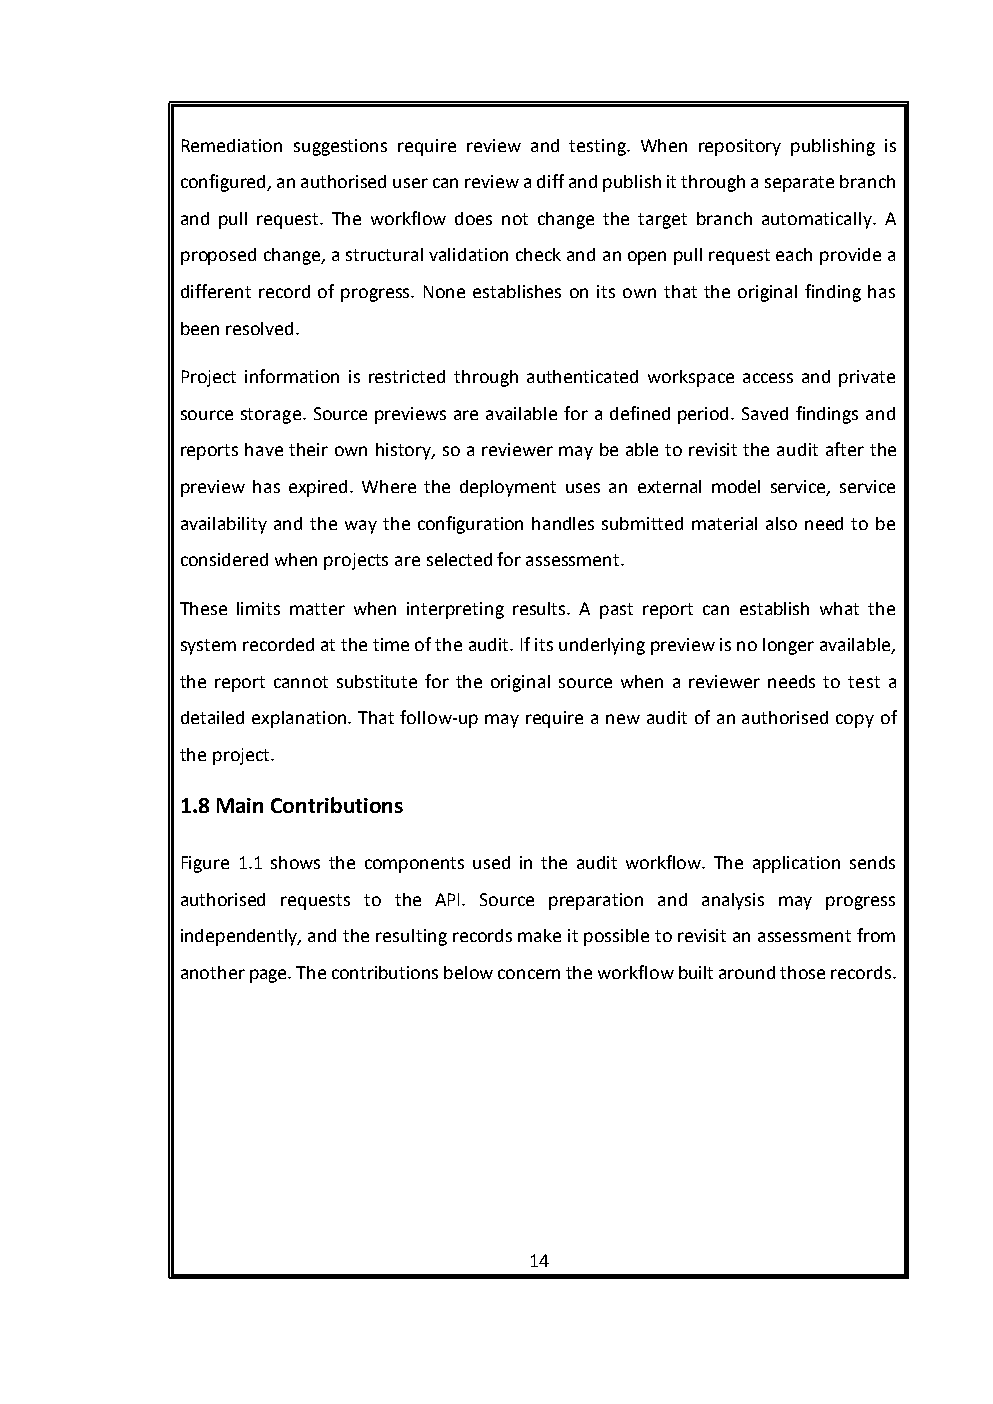 Remediation suggestions require review and testing. When repository publishing is
configured, an authorised user can review a diff and publish it through a separate branch
and pull request. The workflow does not change the target branch automatically. A
proposed change, a structural validation check and an open pull request each provide a
different record of progress. None establishes on its own that the original finding has
been resolved.
Project information is restricted through authenticated workspace access and private
source storage. Source previews are available for a defined period. Saved findings and
reports have their own history, so a reviewer may be able to revisit the audit after the
preview has expired. Where the deployment uses an external model service, service
availability and the way the configuration handles submitted material also need to be
considered when projects are selected for assessment.
These limits matter when interpreting results. A past report can establish what the
system recorded at the time of the audit. If its underlying preview is no longer available,
the report cannot substitute for the original source when a reviewer needs to test a
detailed explanation. That follow-up may require a new audit of an authorised copy of
the project.
1.8 Main Contributions
Figure 1.1 shows the components used in the audit workflow. The application sends
authorised requests to the API. Source preparation and analysis may progress
independently, and the resulting records make it possible to revisit an assessment from
another page. The contributions below concern the workflow built around those records.
14